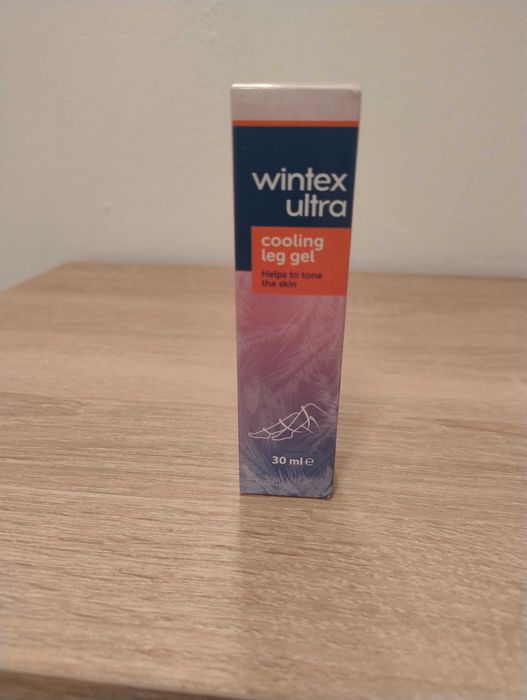 wintex
ultra
cooling
leg gel
Helps to tone
the skin
30 ml ℮